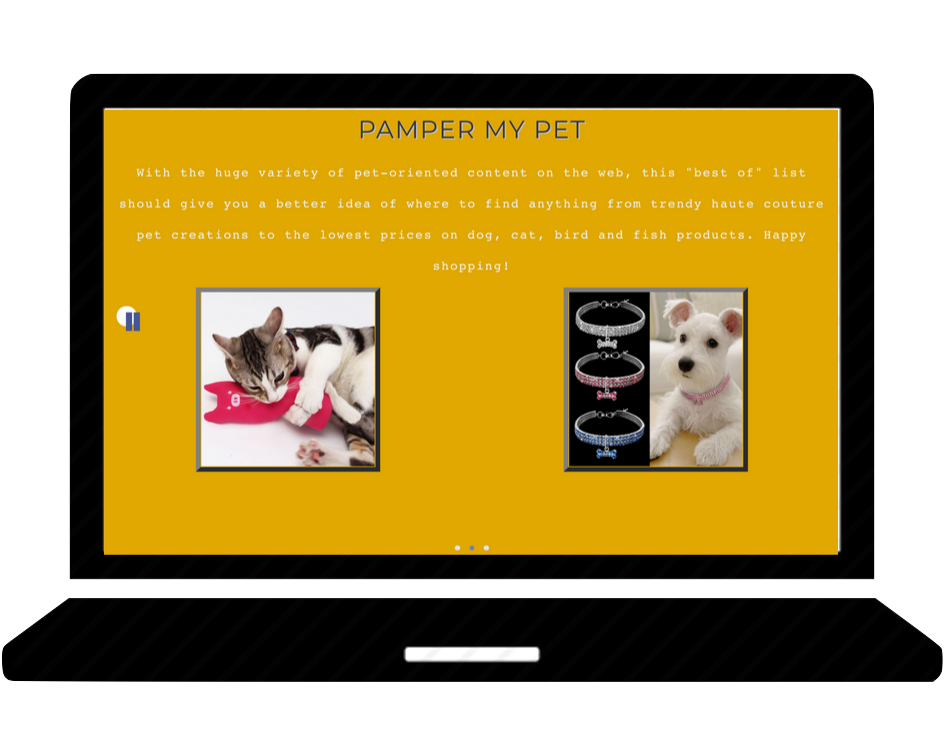 PAMPER MY PET
With the huge variety of pet-oriented content on the web, this "best of" list
should give you a better idea of where to find anything from trendy haute couture
pet creations to the lowest prices on dog, cat, bird and fish products. Happy
shopping!